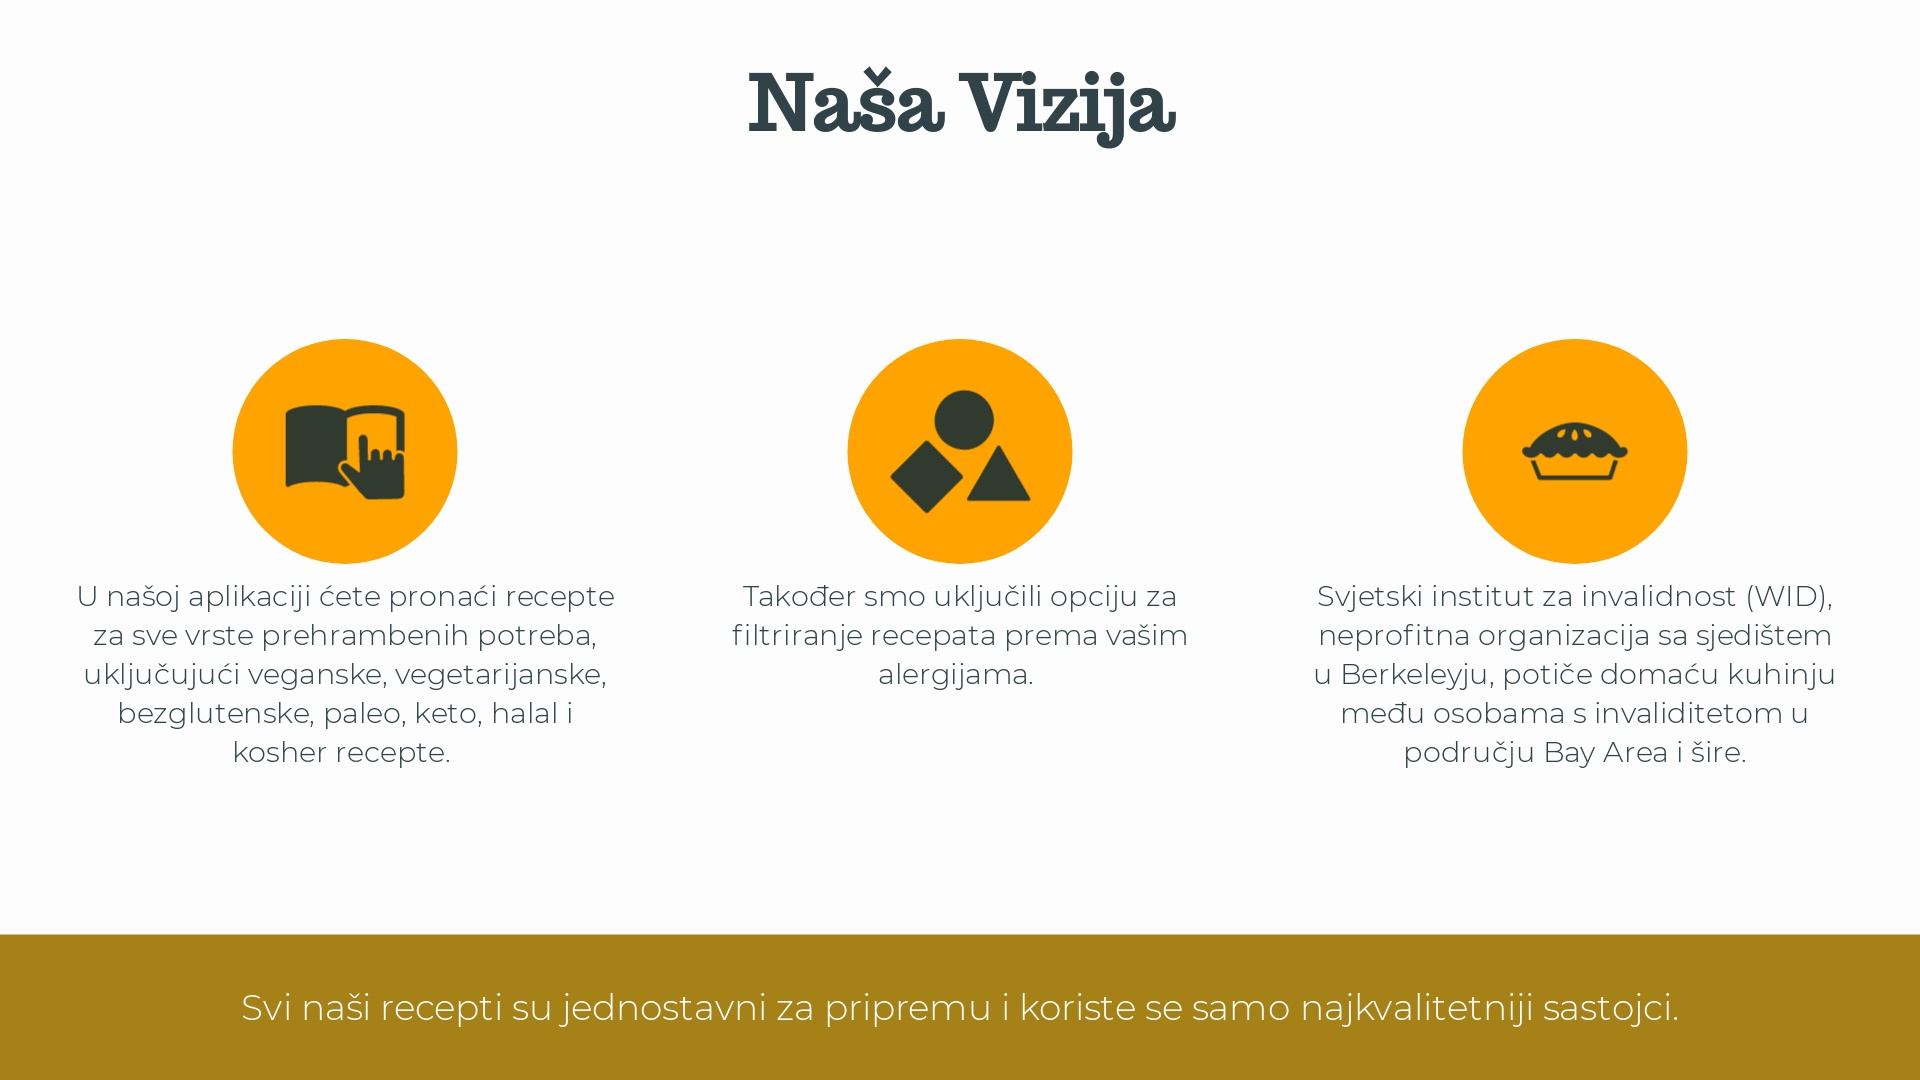 Naša Vizija
U našoj aplikaciji ćete pronaći recepte
za sve vrste prehrambenih potreba,
uključujući veganske, vegetarijanske,
bezglutenske, paleo, keto, halal i
kosher recepte.
Također smo uključili opciju za
filtriranje recepata prema vašim
alergijama.
Svjetski institut za invalidnost (WID),
neprofitna organizacija sa sjedištem
u Berkeleyju, potiče domaću kuhinju
među osobama s invaliditetom u
području Bay Area i šire.
Svi naši recepti su jednostavni za pripremu i koriste se samo najkvalitetniji sastojci.